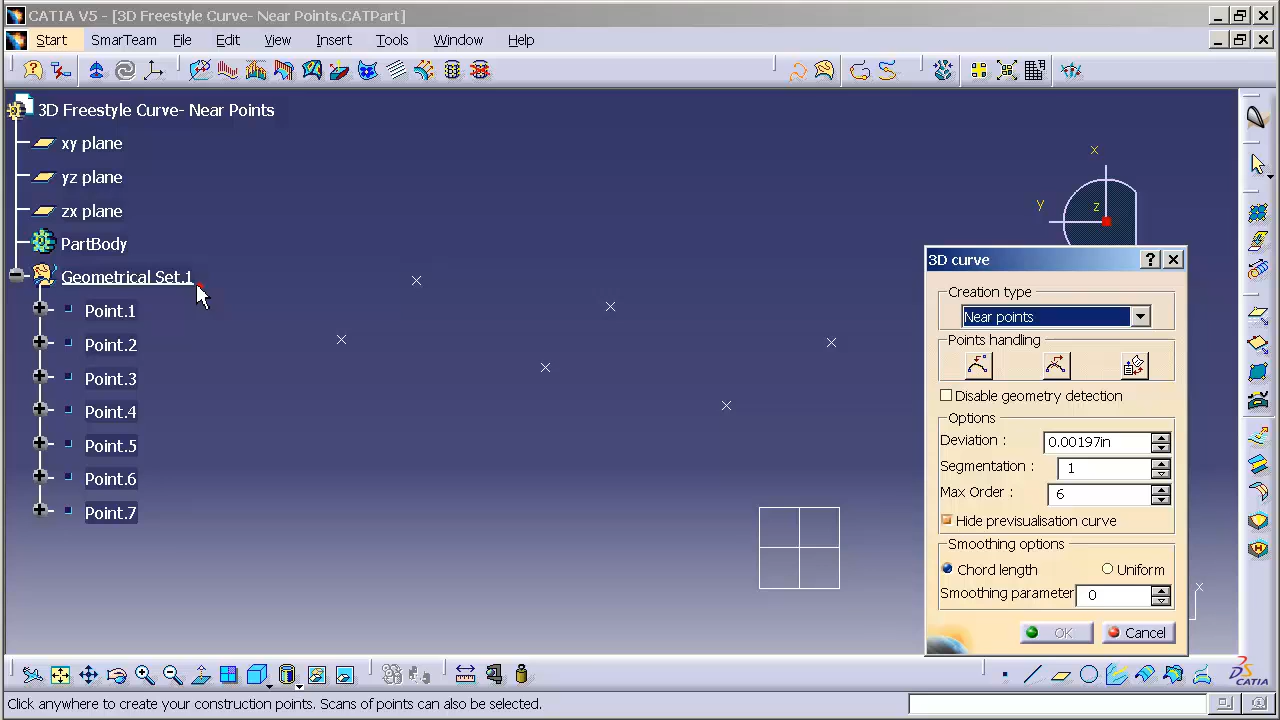 CATIA V5 - [3D Freestyle Curve- Near Points.CATPart]
Start SmarTeam File Edit View Insert Tools Window Help
3D Freestyle Curve- Near Points
xy plane
yz plane
zx plane
PartBody
Geometrical Set.1
Point.1
Point.2
Point.3
Point.4
Point.5
Point.6
Point.7
x
y
z
3D curve
Creation type
Near points
Points handling
Disable geometry detection
Options
Deviation : 0.00197in
Segmentation : 1
Max Order : 6
Hide previsualisation curve
Smoothing options
Chord length Uniform
Smoothing parameter 0
OK Cancel
Click anywhere to create your construction points. Scans of points can also be selected.